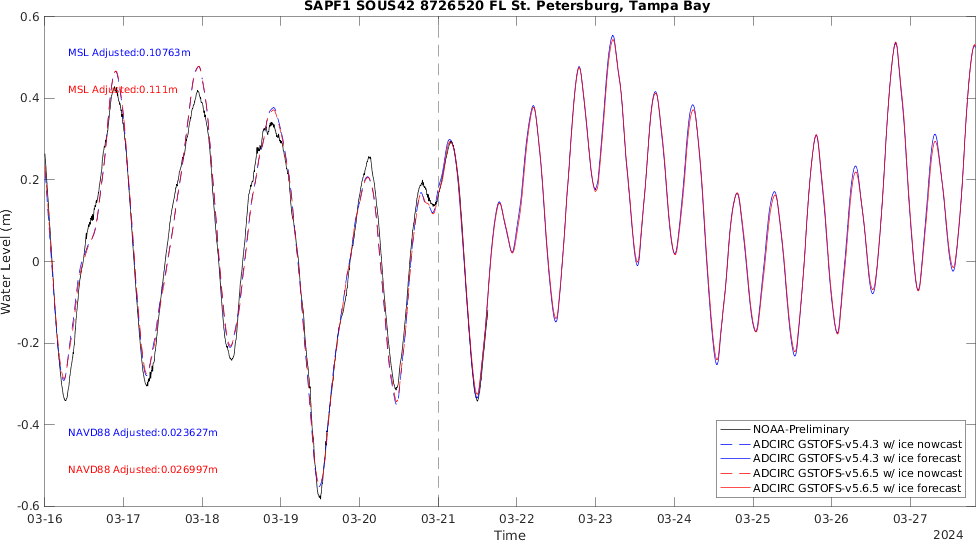 SAPF1 SOUS42 8726520 FL St. Petersburg, Tampa Bay
0.6
MSL Adjusted:0.10763m
MSL Adjusted:0.111m
0.4
0.2
0
-0.2
-0.4
-0.6
Water Level (m)
NAVD88 Adjusted:0.023627m
NAVD88 Adjusted:0.026997m
NOAA-Preliminary
ADCIRC GSTOFS-v5.4.3 w/ ice nowcast
ADCIRC GSTOFS-v5.4.3 w/ ice forecast
ADCIRC GSTOFS-v5.6.5 w/ ice nowcast
ADCIRC GSTOFS-v5.6.5 w/ ice forecast
03-16 03-17 03-18 03-19 03-20 03-21 03-22 03-23 03-24 03-25 03-26 03-27
Time
2024